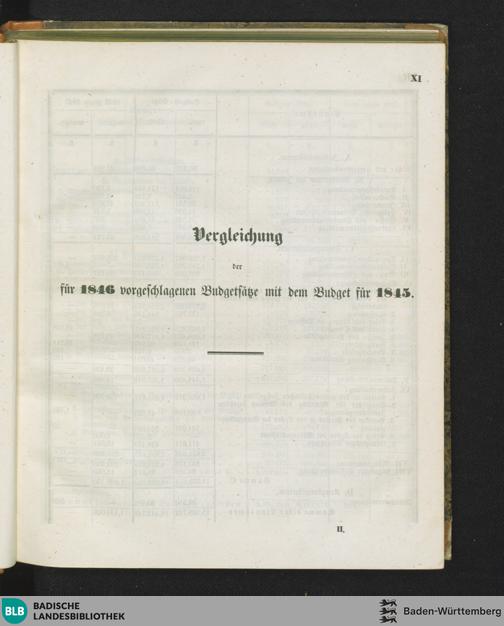 XI
Vergleichung
der
für 1846 vorgeschlagenen Budgetsätze mit dem Budget für 1845.
II.
BLB BADISCHE
LANDESBIBLIOTHEK
Baden-Württemberg